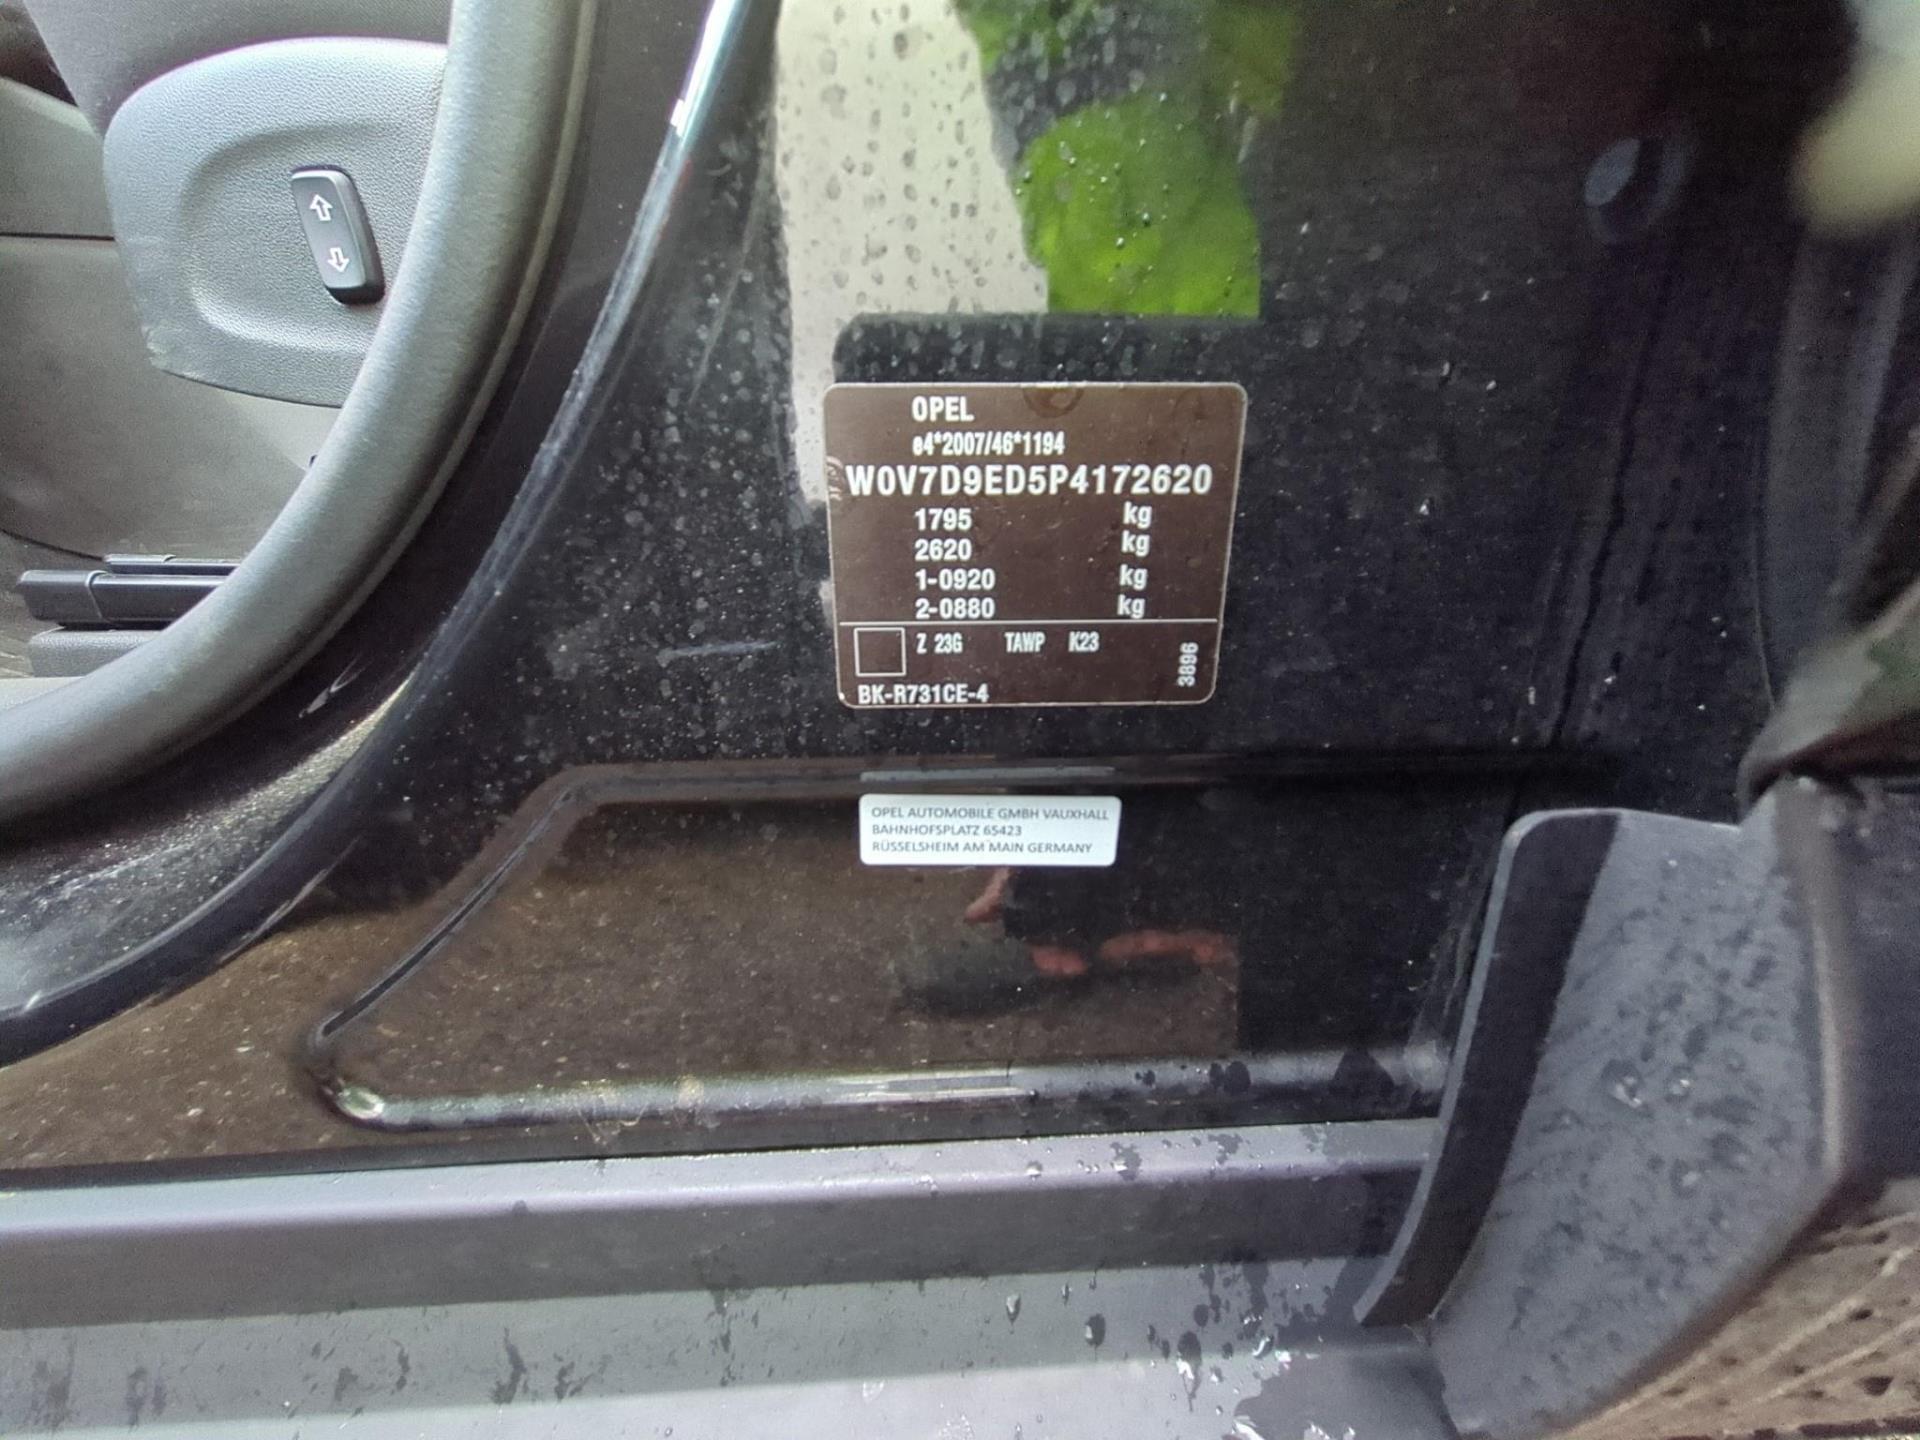 OPEL
e4*2007/46*1194
W0V7D9ED5P4172620
1795 kg
2620 kg
1-0920 kg
2-0880 kg
Z 23G TAWP K23
3896
BK-R731CE-4
OPEL AUTOMOBILE GMBH VAUXHALL
BAHNHOFSPLATZ 65423
RÜSSELSHEIM AM MAIN GERMANY